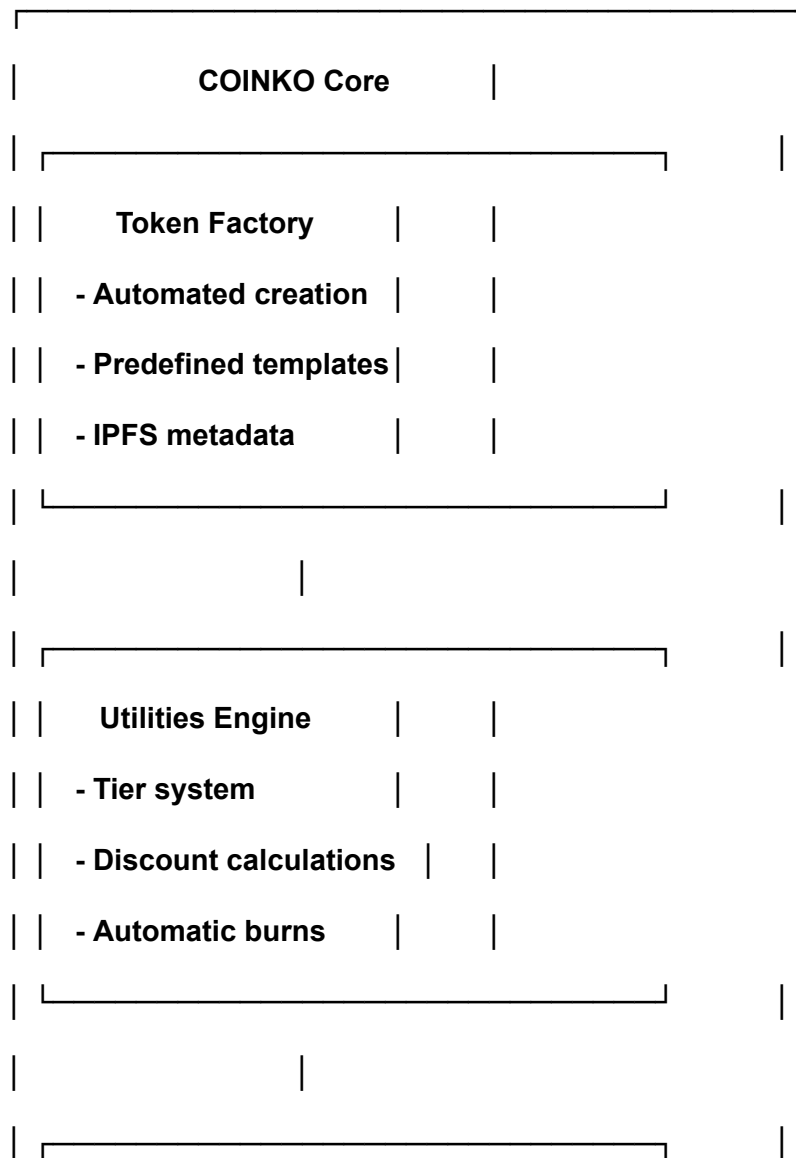 COINKO Core
Token Factory
- Automated creation
- Predefined templates
- IPFS metadata
Utilities Engine
- Tier system
- Discount calculations
- Automatic burns